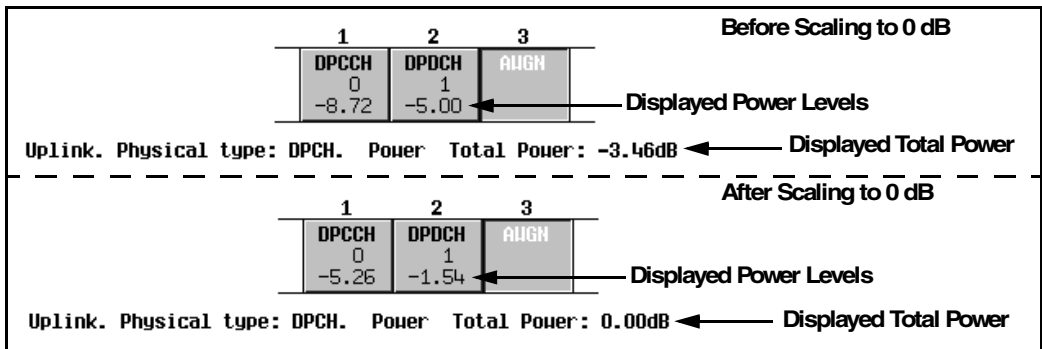 Before Scaling to 0 dB
1 2 3
DPCCH DPDCH AWGN
0 1
-8.72 -5.00 Displayed Power Levels
Uplink. Physical type: DPCH. Power Total Power: -3.46dB Displayed Total Power
After Scaling to 0 dB
1 2 3
DPCCH DPDCH AWGN
0 1
-5.26 -1.54 Displayed Power Levels
Uplink. Physical type: DPCH. Power Total Power: 0.00dB Displayed Total Power